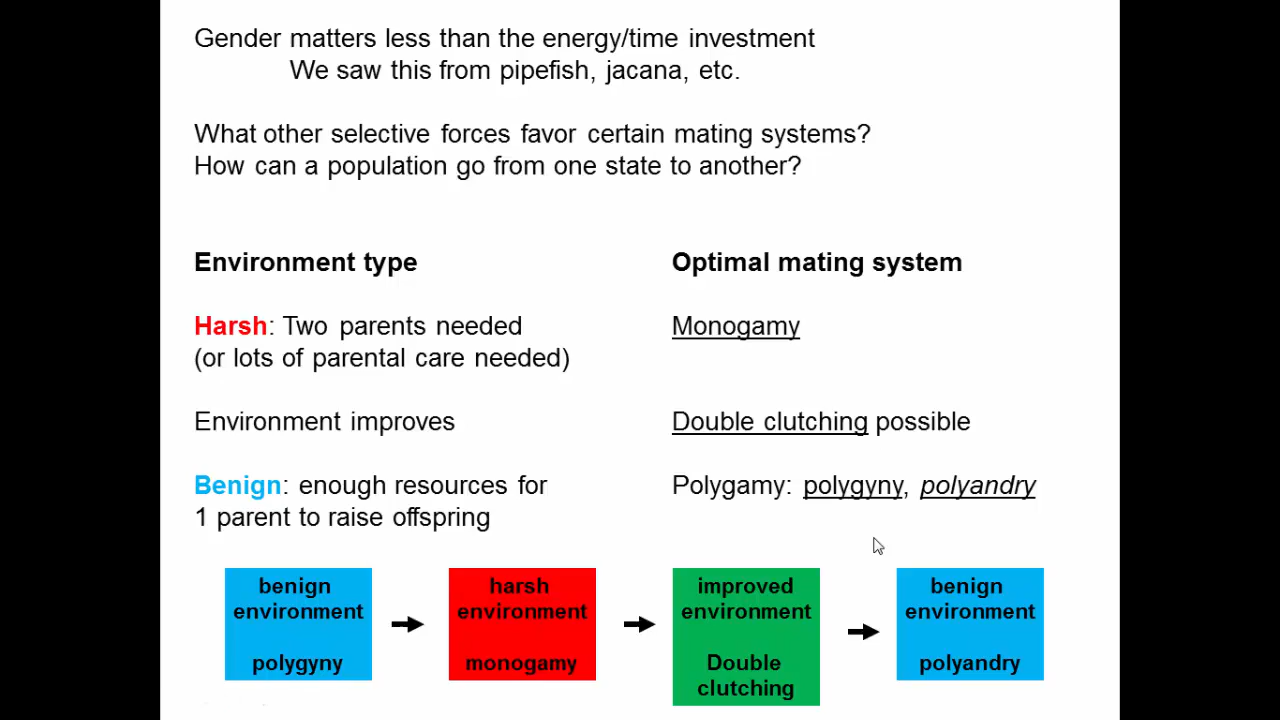 Gender matters less than the energy/time investment
We saw this from pipefish, jacana, etc.
What other selective forces favor certain mating systems?
How can a population go from one state to another?
Environment type
Optimal mating system
Harsh: Two parents needed
(or lots of parental care needed)
Monogamy
Environment improves
Double clutching possible
Benign: enough resources for
1 parent to raise offspring
Polygamy: polygyny, polyandry
benign
environment
polygyny
harsh
environment
monogamy
improved
environment
Double
clutching
benign
environment
polyandry